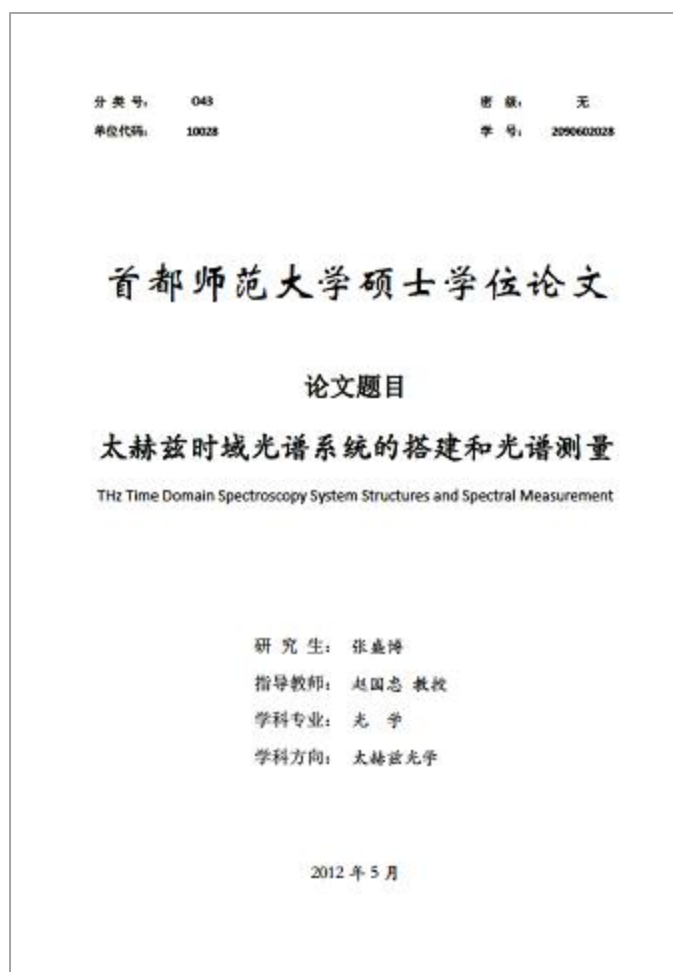 分 类 号： O43 密 级： 无
单位代码： 10028 学 号： 2090602028
首都师范大学硕士学位论文
论文题目
太赫兹时域光谱系统的搭建和光谱测量
THz Time Domain Spectroscopy System Structures and Spectral Measurement
研 究 生： 张盛博
指导教师： 赵国忠 教授
学科专业： 光 学
学科方向： 太赫兹光学
2012 年 5 月